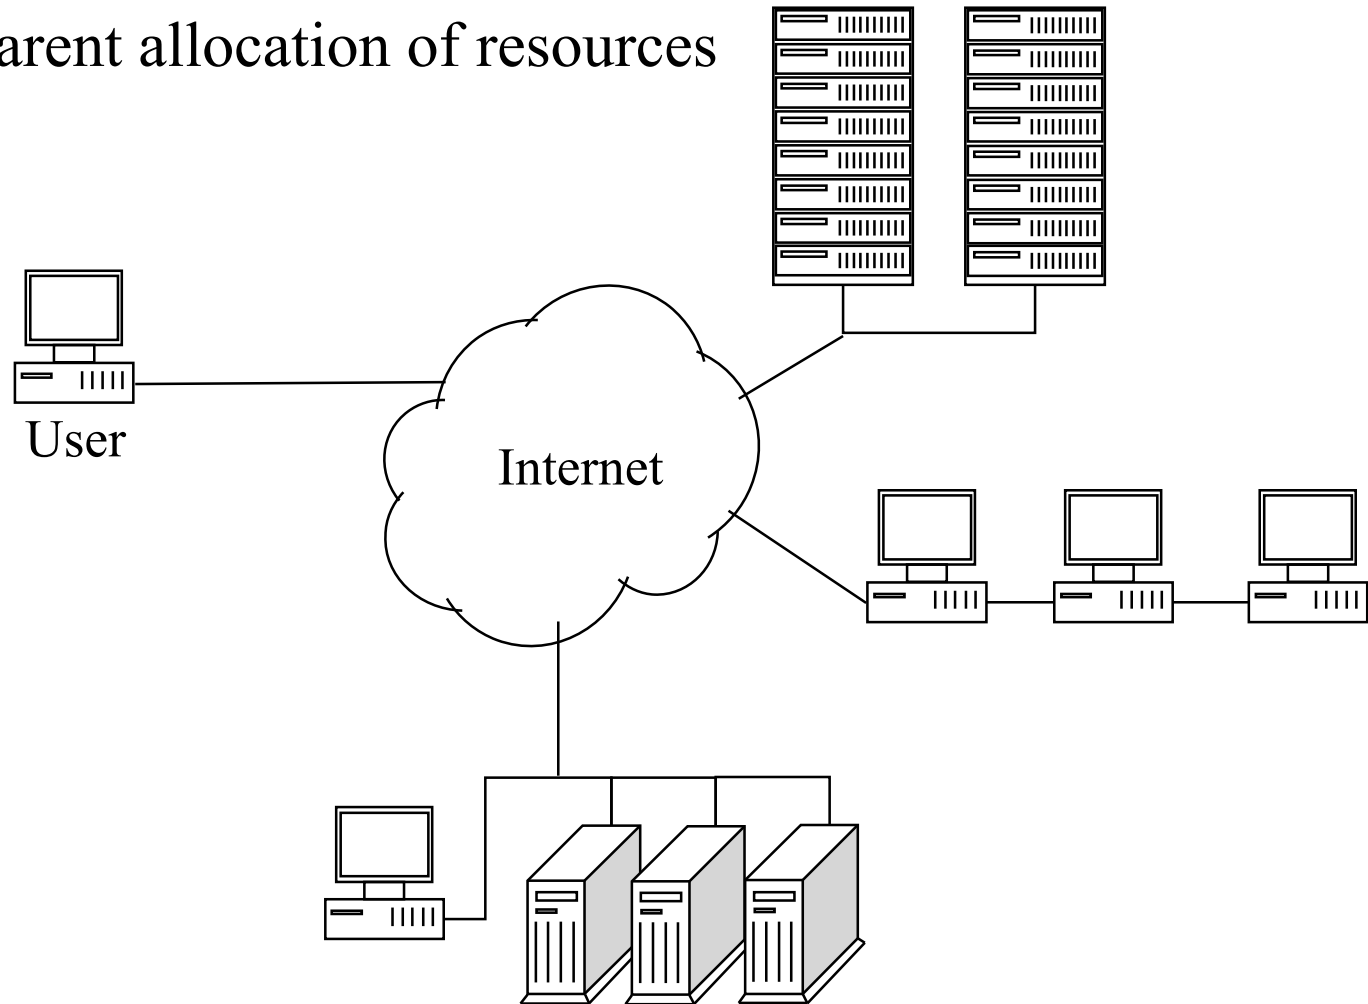 arent allocation of resources
User
Internet